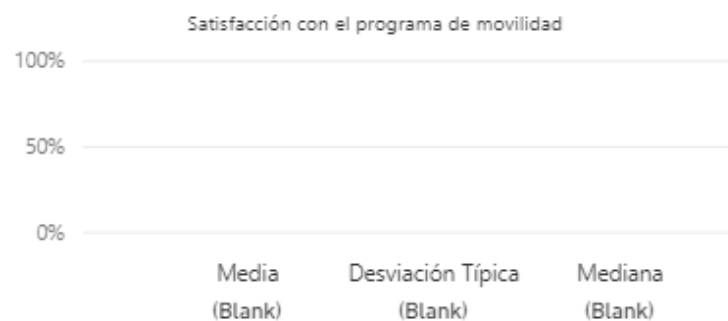 Satisfacción con el programa de movilidad
100%
50%
0%
Media Desviación Típica Mediana
(Blank) (Blank) (Blank)